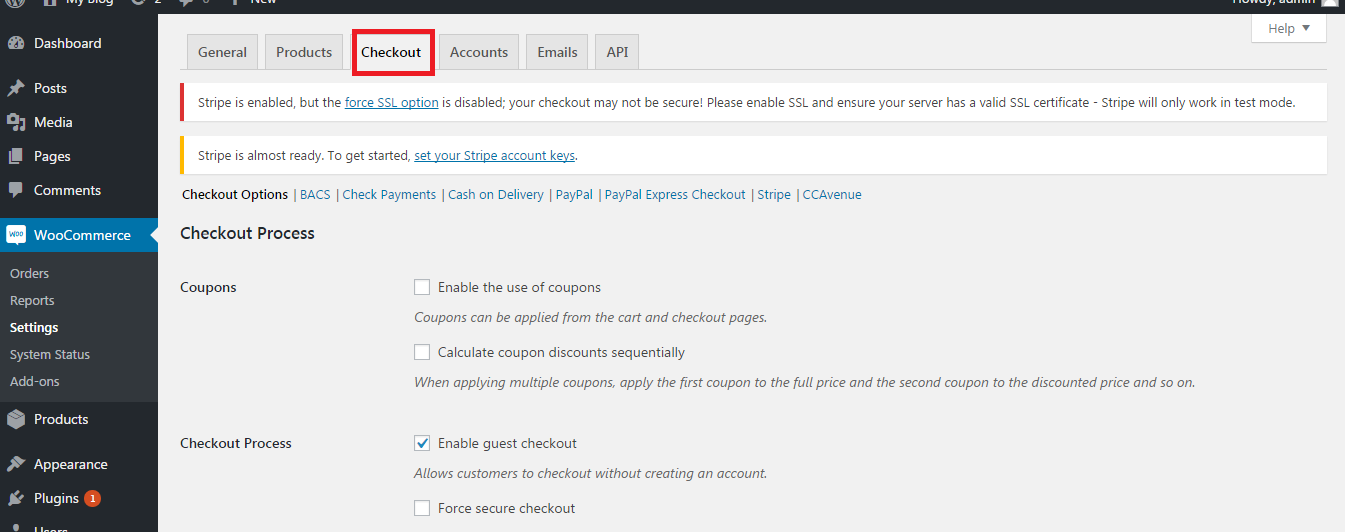 My Blog 2 0 New Howdy, admin
Help
Dashboard
Posts
Media
Pages
Comments
WooCommerce
Orders
Reports
Settings
System Status
Add-ons
Products
Appearance
Plugins 1
Users
General Products Checkout Accounts Emails API
Stripe is enabled, but the force SSL option is disabled; your checkout may not be secure! Please enable SSL and ensure your server has a valid SSL certificate - Stripe will only work in test mode.
Stripe is almost ready. To get started, set your Stripe account keys.
Checkout Options | BACS | Check Payments | Cash on Delivery | PayPal | PayPal Express Checkout | Stripe | CCAvenue
Checkout Process
Coupons
Enable the use of coupons
Coupons can be applied from the cart and checkout pages.
Calculate coupon discounts sequentially
When applying multiple coupons, apply the first coupon to the full price and the second coupon to the discounted price and so on.
Checkout Process
Enable guest checkout
Allows customers to checkout without creating an account.
Force secure checkout